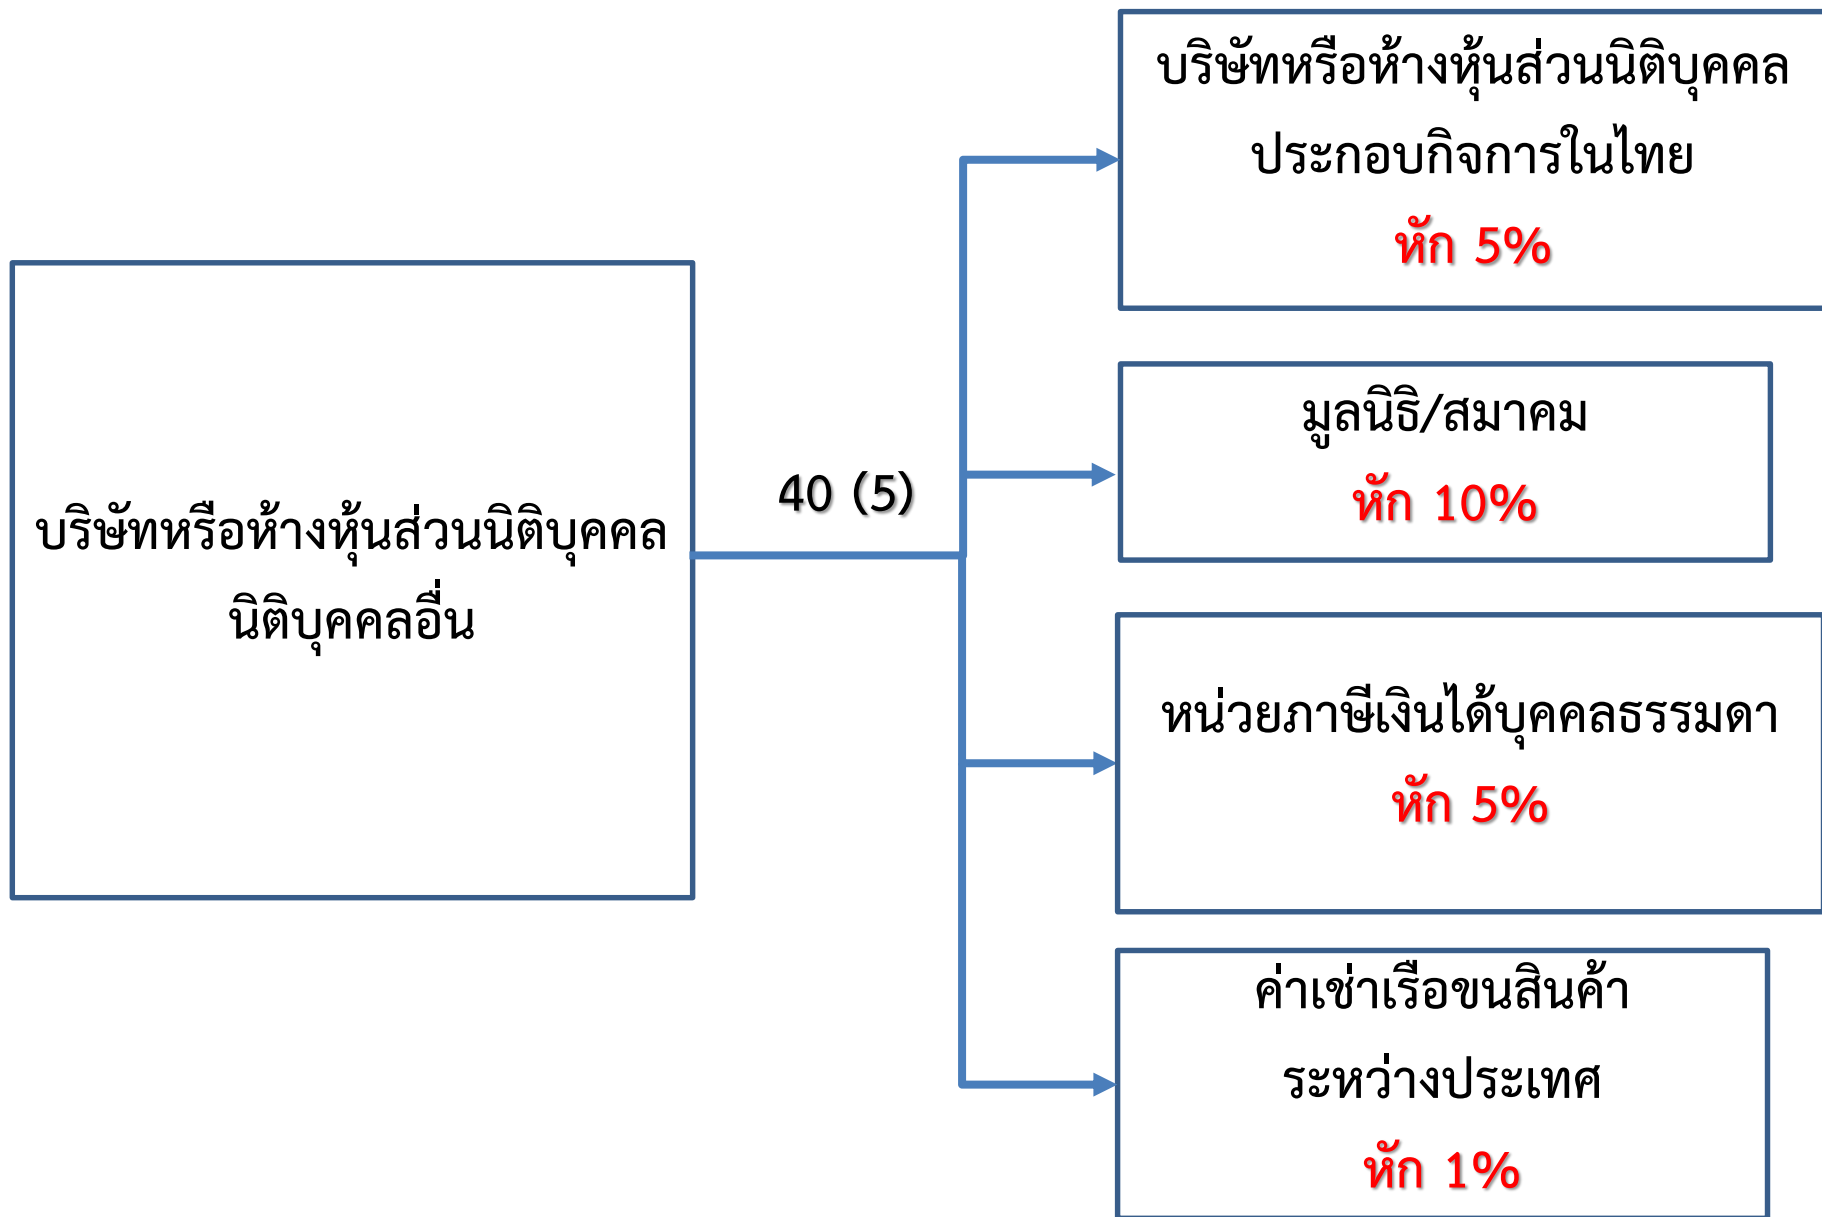 บริษัทหรือห้างหุ้นส่วนนิติบุคคล
นิติบุคคลอื่น
40 (5)
บริษัทหรือห้างหุ้นส่วนนิติบุคคล
ประกอบกิจการในไทย
หัก 5%
มูลนิธิ/สมาคม
หัก 10%
หน่วยภาษีเงินได้บุคคลธรรมดา
หัก 5%
ค่าเช่าเรือขนสินค้า
ระหว่างประเทศ
หัก 1%